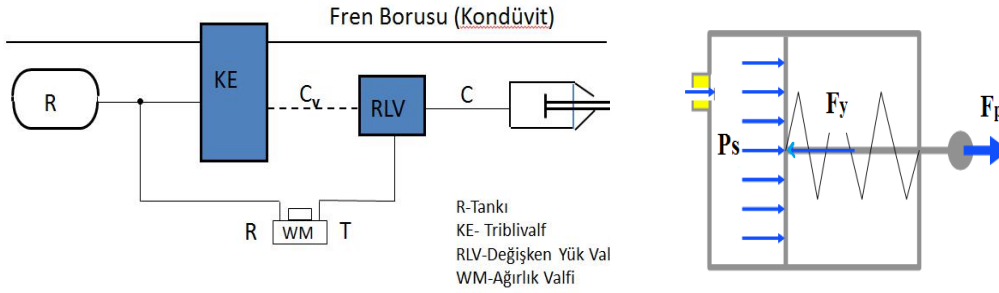 Fren Borusu (Kondüvit)
R
KE
Cv
RLV
C
R
WM
T
R-Tankı
KE- Triblivalf
RLV-Değişken Yük Val
WM-Ağırlık Valfi
Ps
Fy
Fp